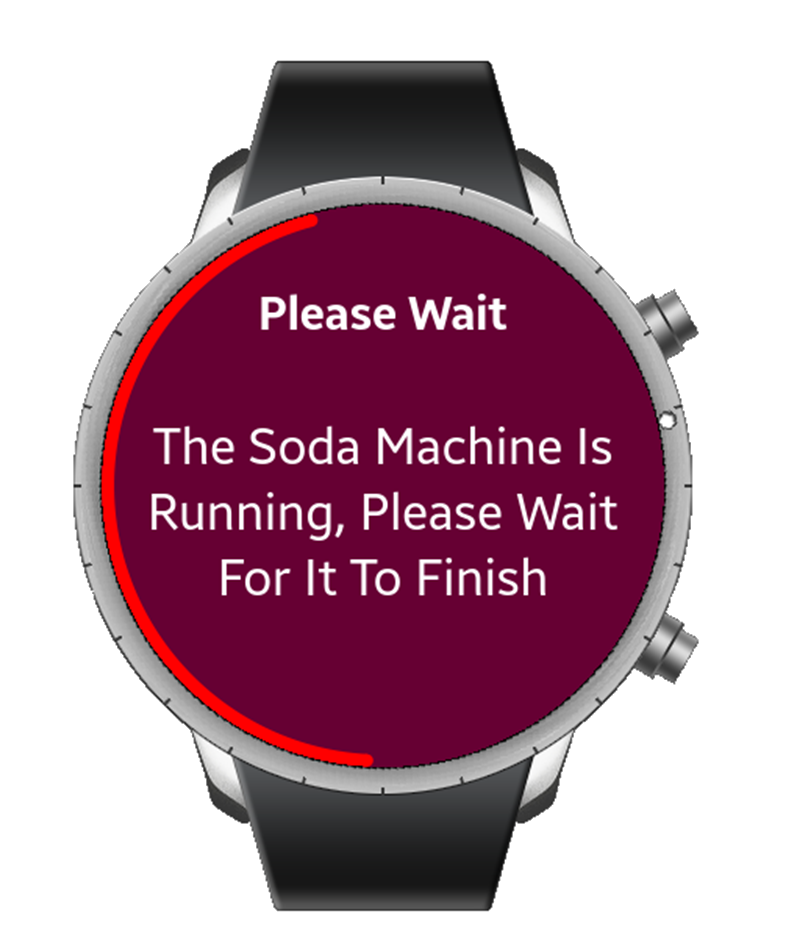 Please Wait
The Soda Machine Is
Running, Please Wait
For It To Finish